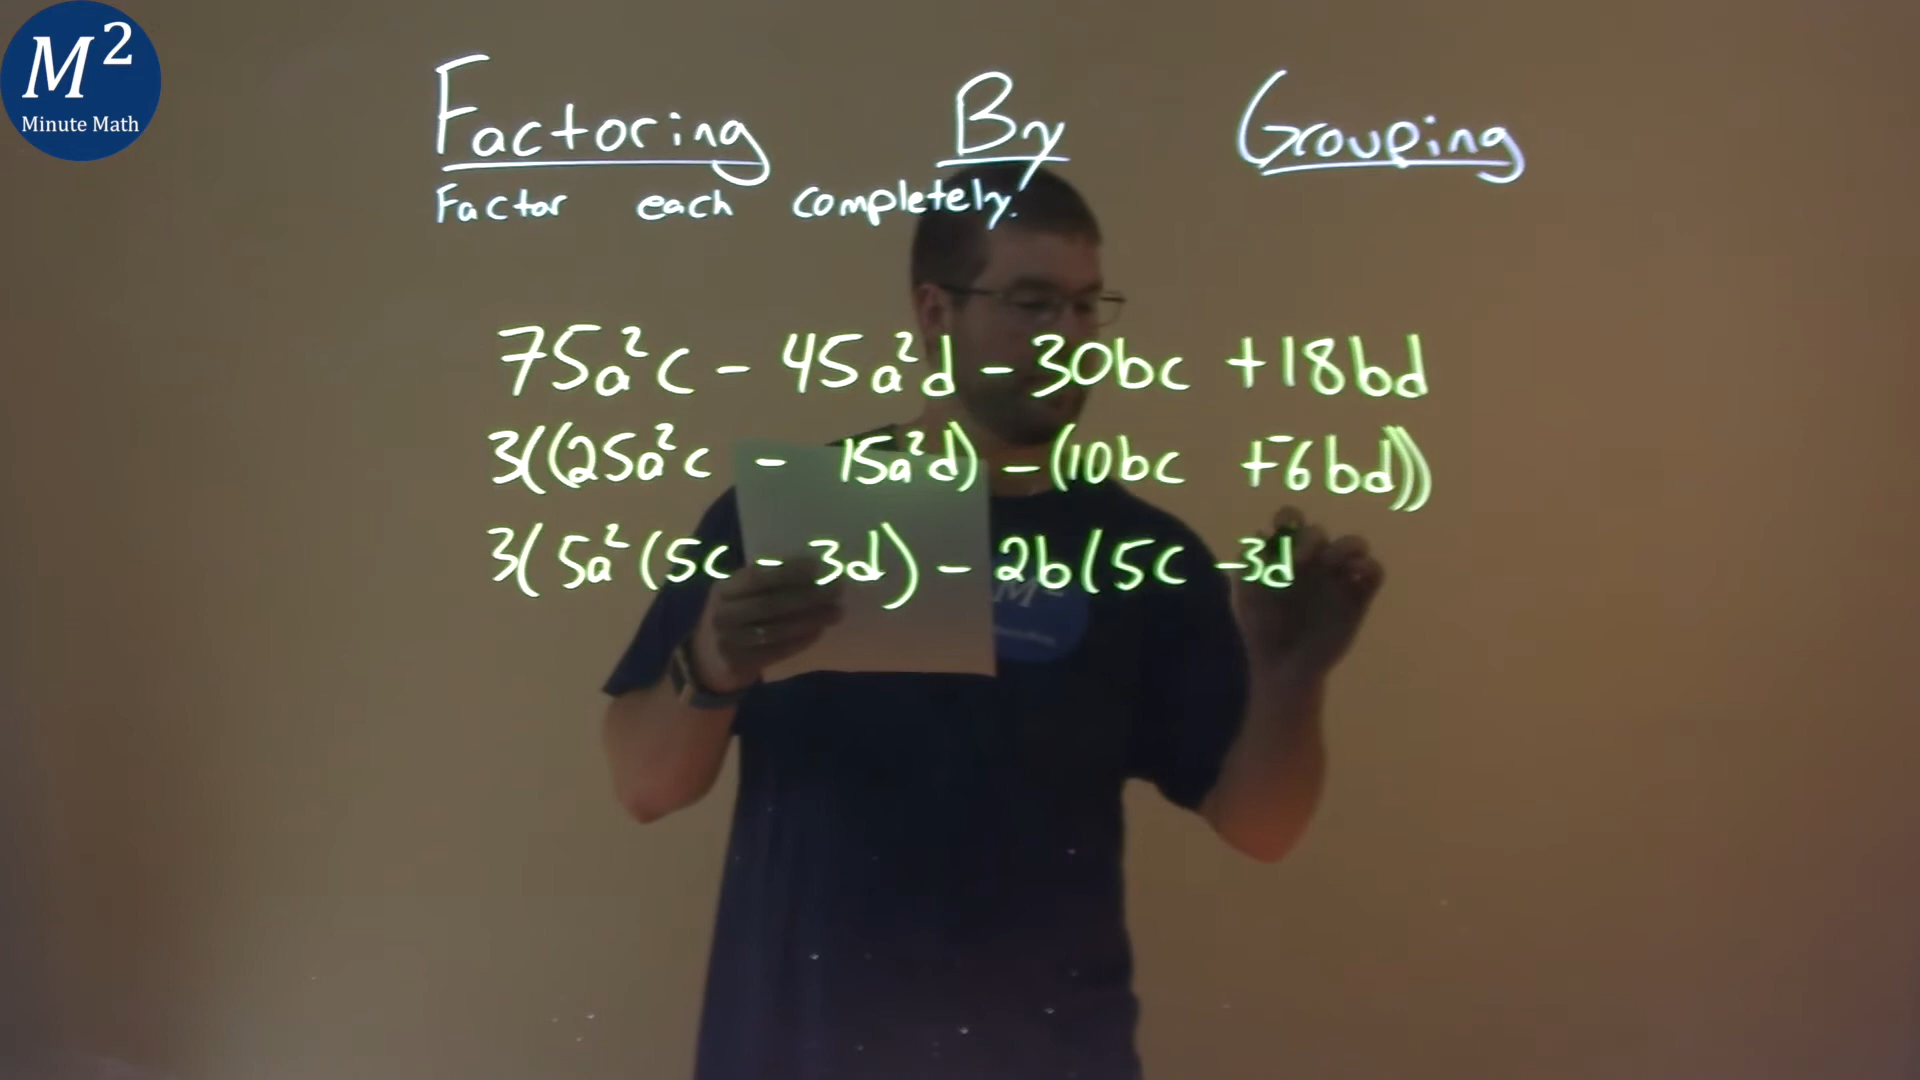 M²
Minute Math
Factoring By Grouping
Factor each completely.
75a²c - 45a²d - 30bc + 18bd
3((25a²c - 15a²d) - (10bc +- 6bd))
3(5a²(5c - 3d) - 2b(5c - 3d
M²